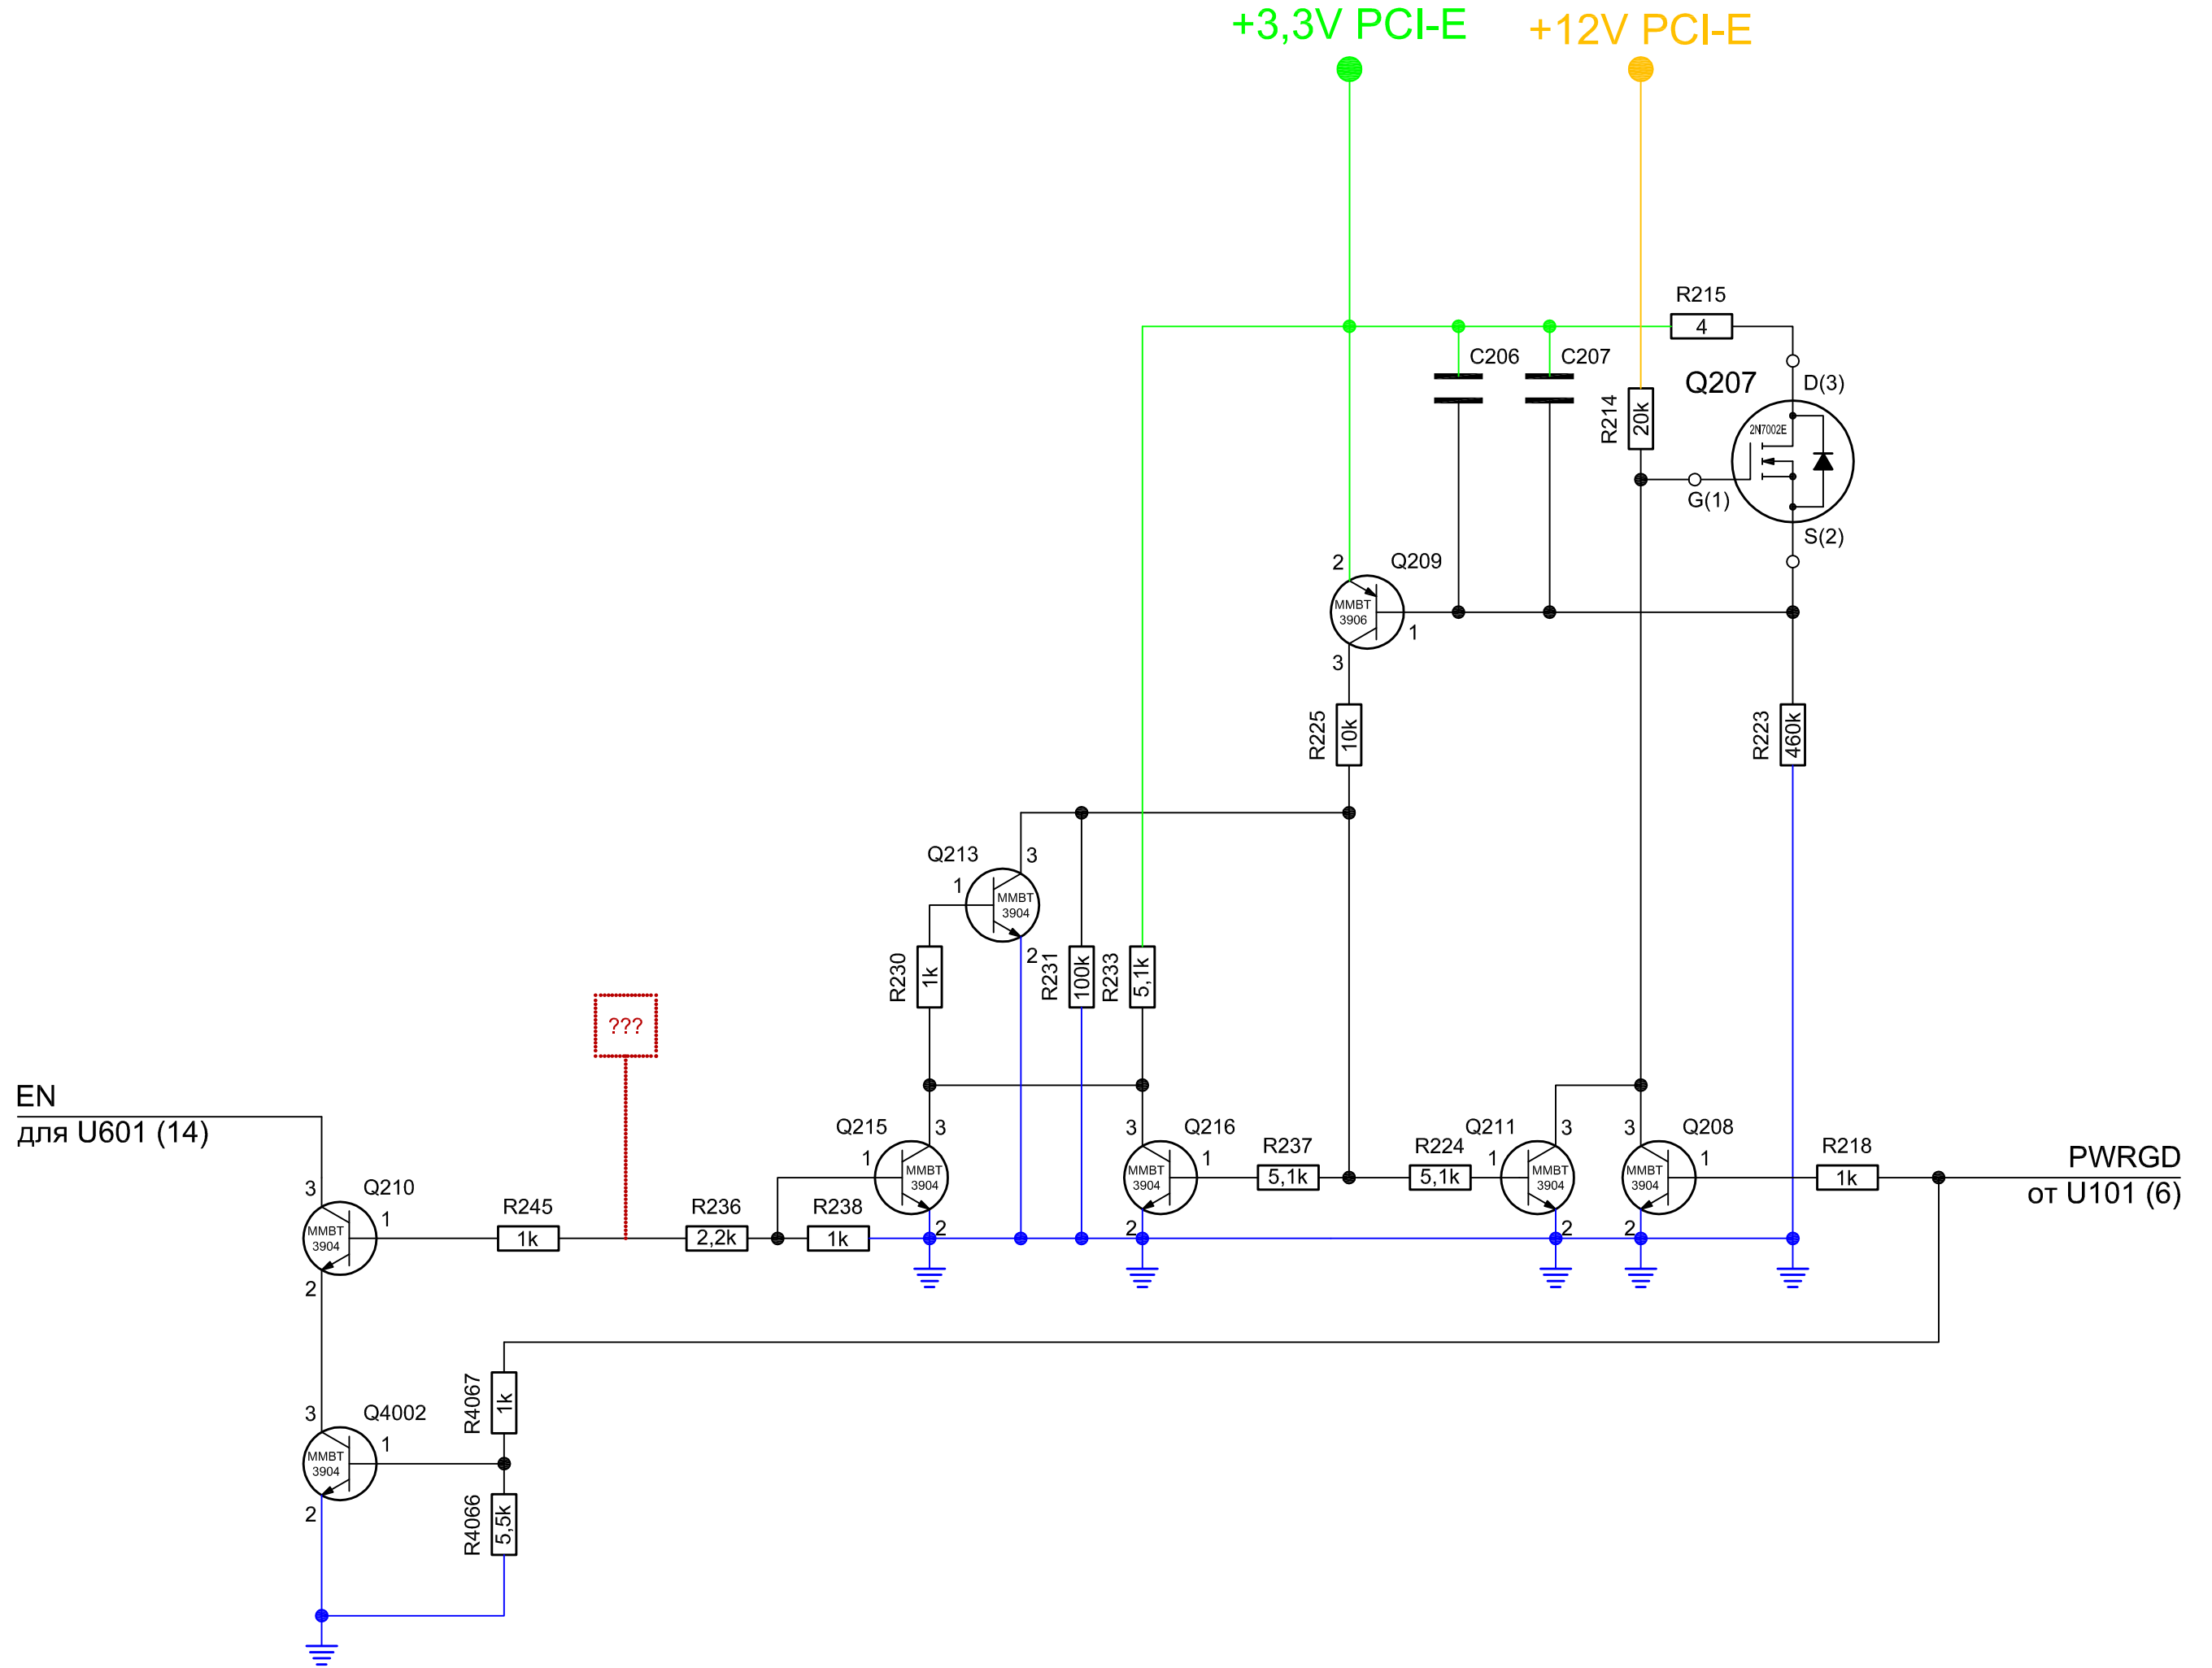 +3,3V PCI-E
+12V PCI-E
R215
4
C206
C207
Q207
D(3)
R214
20k
2N7002E
G(1)
S(2)
2
Q209
MMBT
3906
1
3
R225
10k
R223
460k
Q213
3
1
MMBT
3904
2
R230
1k
R231
100k
R233
5,1k
???
EN
для U601 (14)
Q215
3
1
MMBT
3904
2
3
Q216
1
MMBT
3904
2
R237
5,1k
R224
5,1k
Q211
3
1
MMBT
3904
2
3
Q208
1
MMBT
3904
2
R218
1k
PWRGD
от U101 (6)
3
Q210
1
MMBT
3904
2
R245
1k
R236
2,2k
R238
1k
3
Q4002
1
MMBT
3904
2
R4067
1k
R4066
5,5k